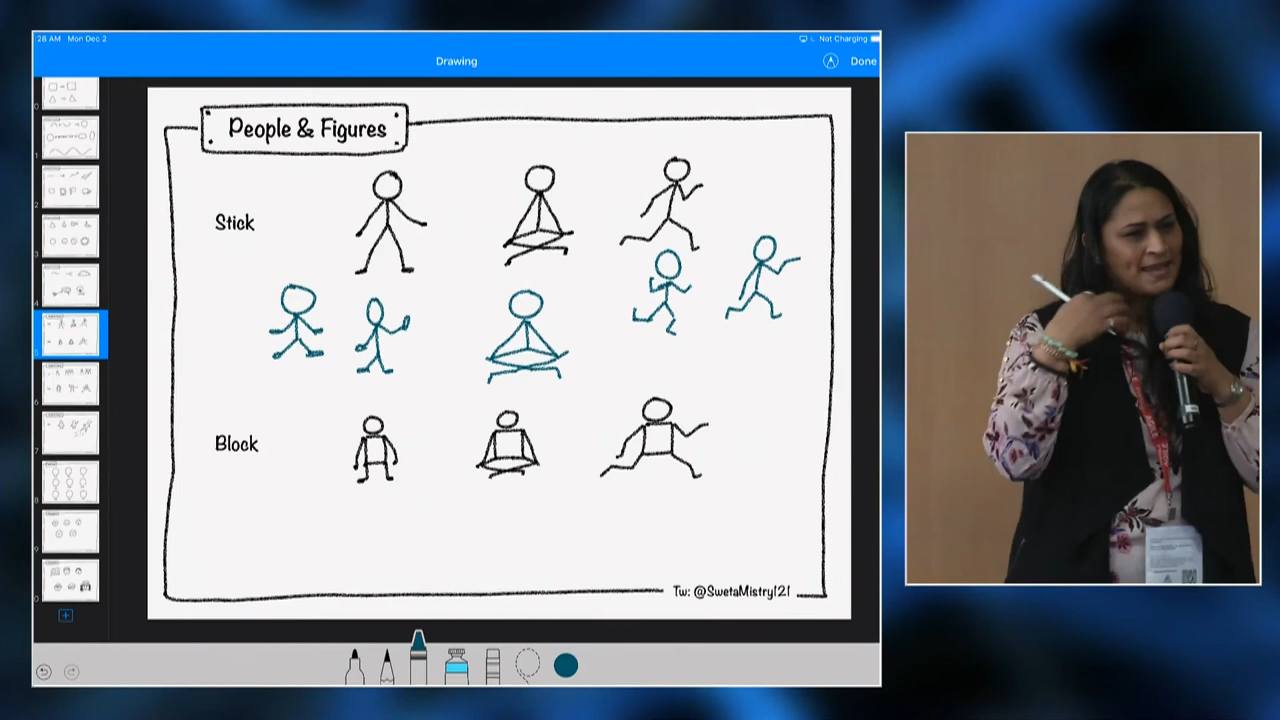 :28 AM Mon Dec 2
Not Charging
Drawing
Done
People & Figures
Stick
Block
Tw: @SwetaMistry121